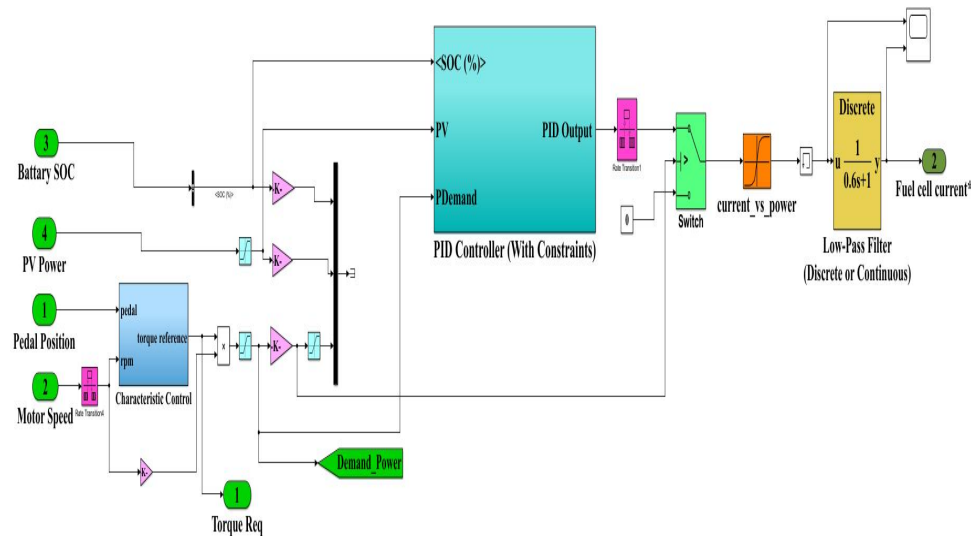 3
Battary SOC
4
PV Power
1
Pedal Position
2
Motor Speed
Rate Transition4
pedal
torque reference
rpm
Characteristic Control
K-
<SOC (%)>
K-
K-
x
-K-
1
Torque Req
Demand_Power
<SOC (%)>
PV
PID Output
PDemand
PID Controller (With Constraints)
Rate Transition1
0
>
Switch
current_vs_power
Discrete
1
u
y
0.6s+1
Low-Pass Filter
(Discrete or Continuous)
2
Fuel cell current*